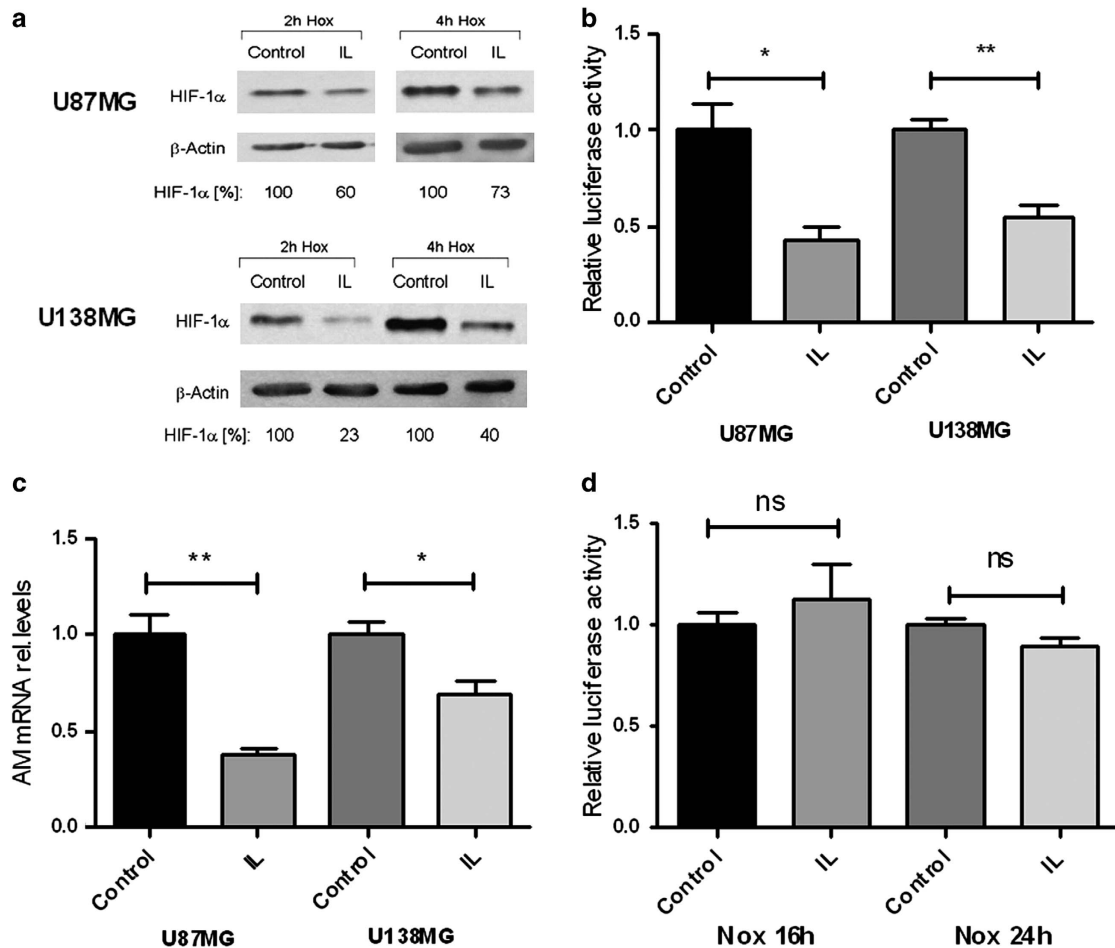 a
2h Hox 4h Hox
Control IL Control IL
U87MG
HIF-1α
β-Actin
HIF-1α [%]: 100 60 100 73
2h Hox 4h Hox
Control IL Control IL
U138MG
HIF-1α
β-Actin
HIF-1α [%]: 100 23 100 40
b
Relative luciferase activity
1.5
1.0
0.5
0.0
* **
Control IL Control IL
U87MG U138MG
c
AM mRNA rel.levels
1.5
1.0
0.5
0.0
** *
Control IL Control IL
U87MG U138MG
d
Relative luciferase activity
1.5
1.0
0.5
0.0
ns ns
Control IL Control IL
Nox 16h Nox 24h